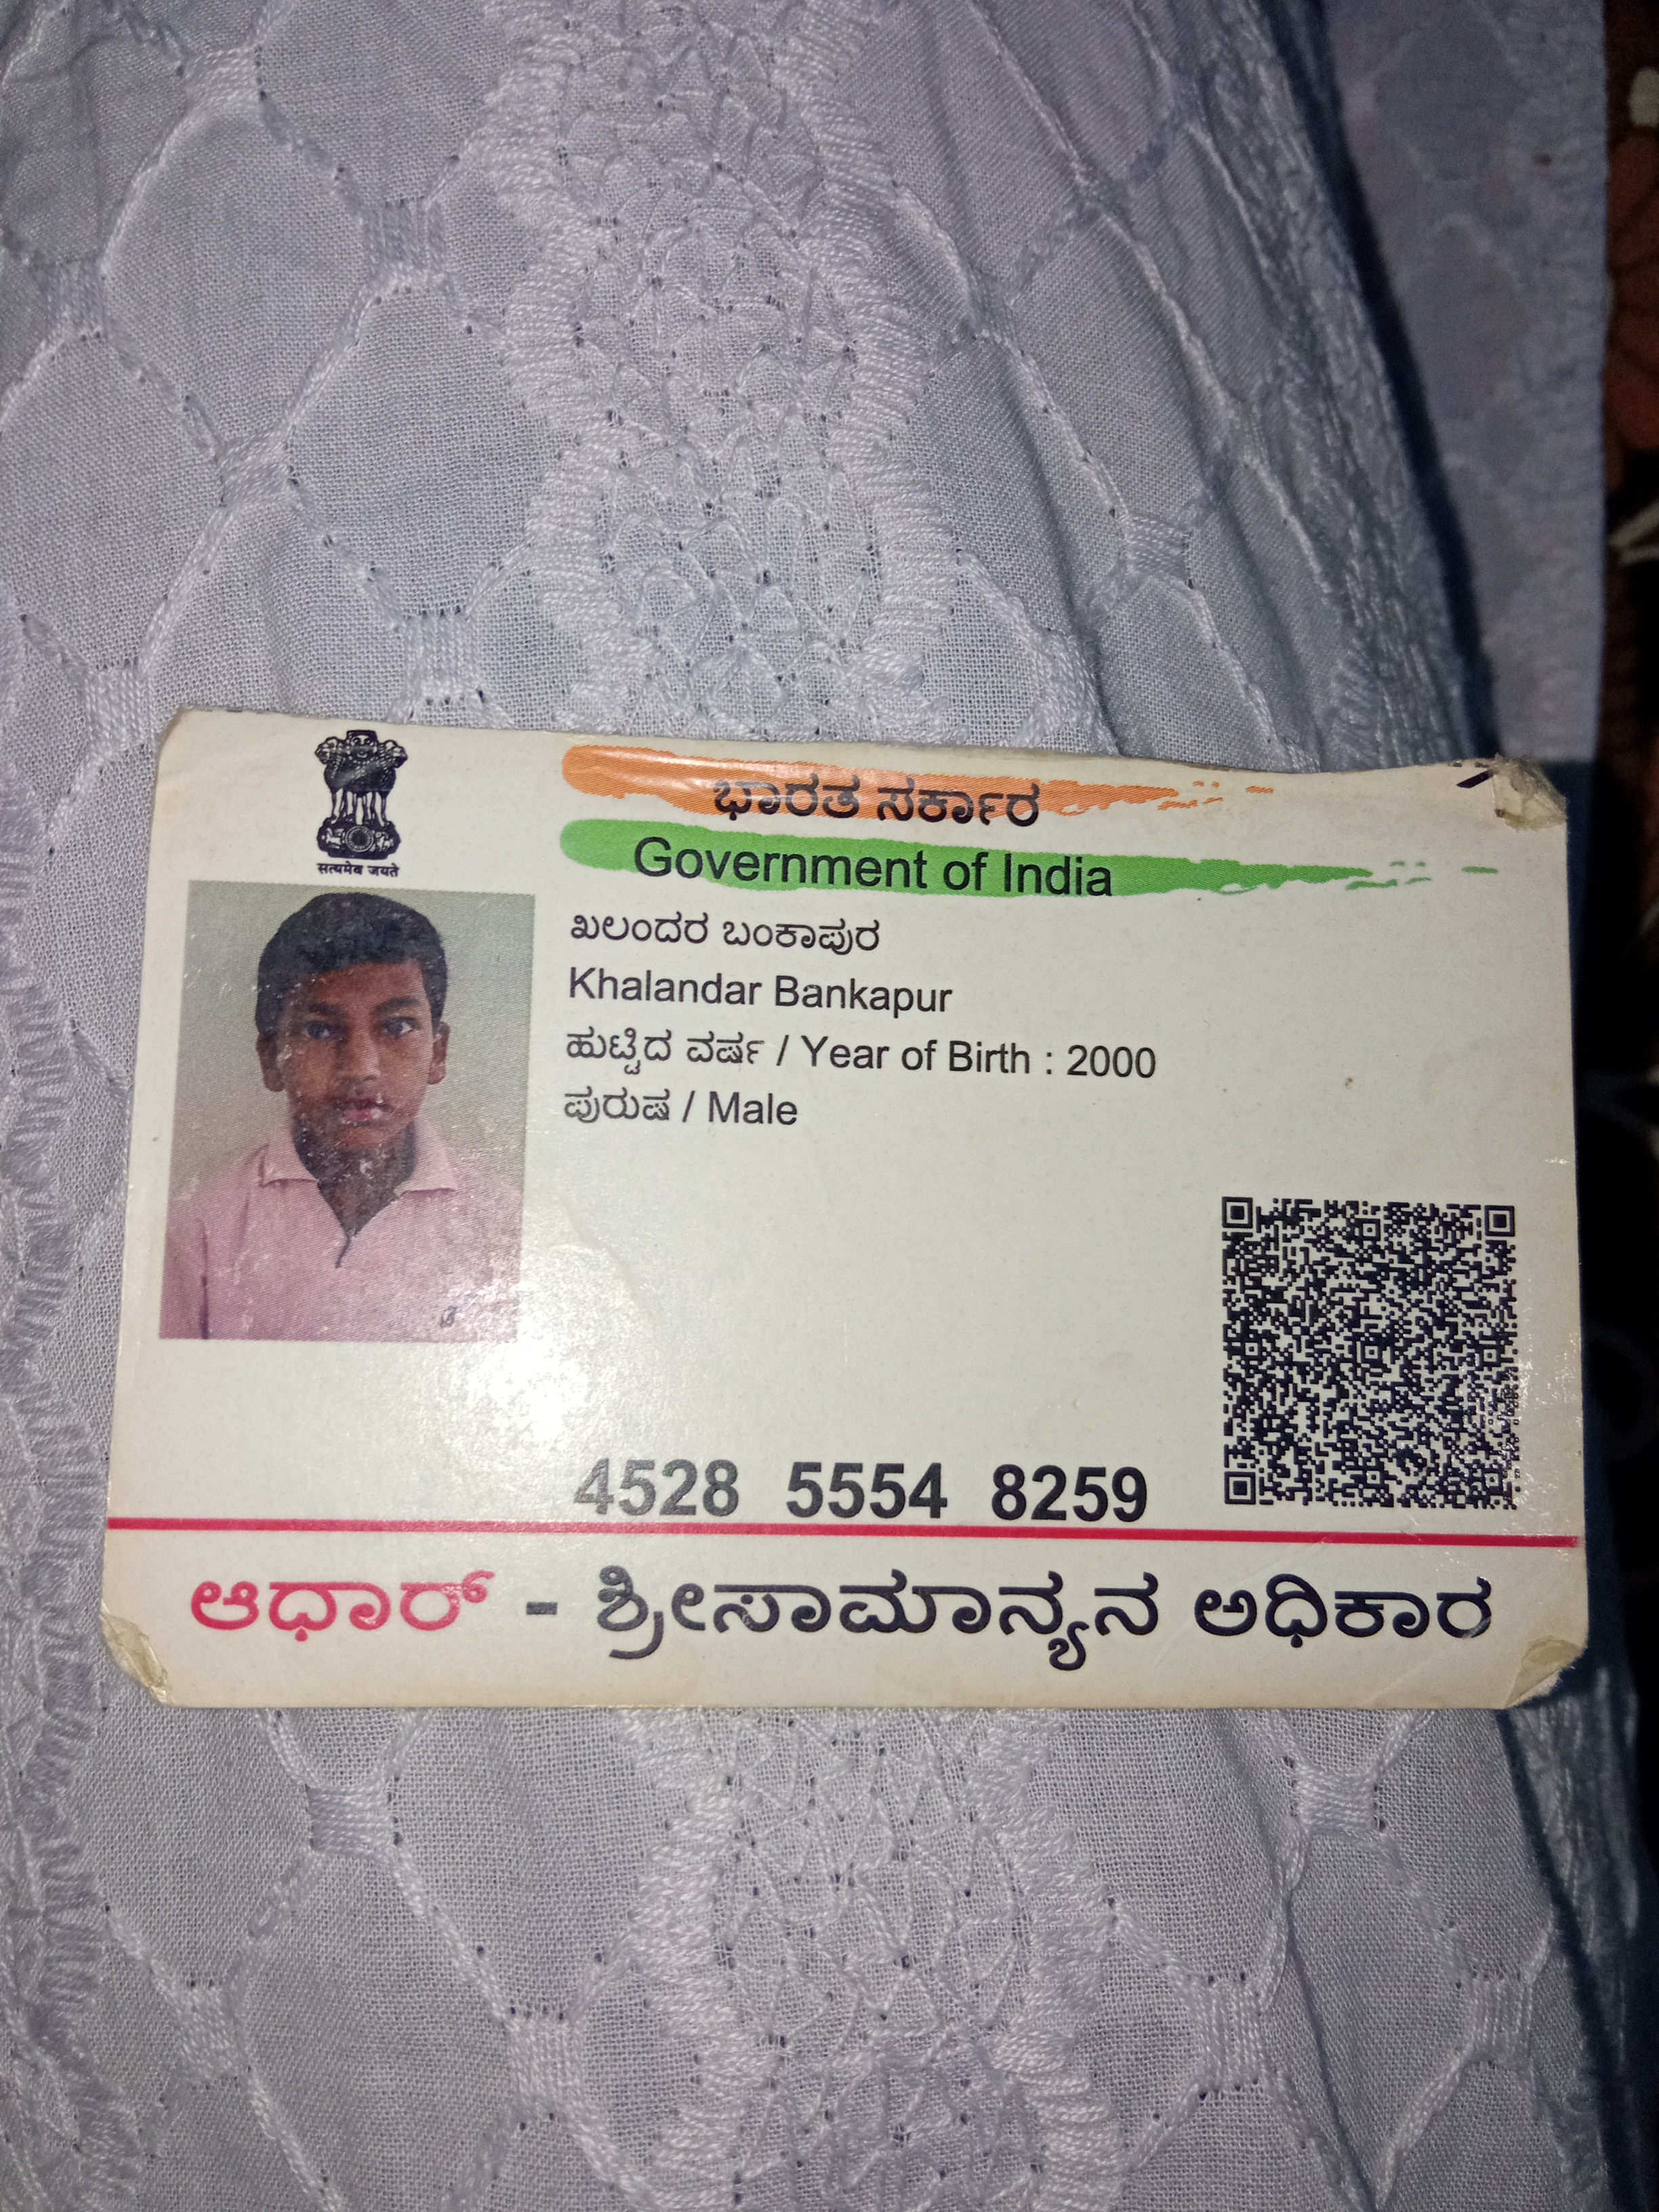 सत्यमेव जयते
ಭಾರತ ಸರ್ಕಾರ
Government of India
ಖಲಂದರ ಬಂಕಾಪುರ
Khalandar Bankapur
ಹುಟ್ಟಿದ ವರ್ಷ / Year of Birth : 2000
ಪುರುಷ / Male
4528 5554 8259
ಆಧಾರ್ - ಶ್ರೀಸಾಮಾನ್ಯನ ಅಧಿಕಾರ